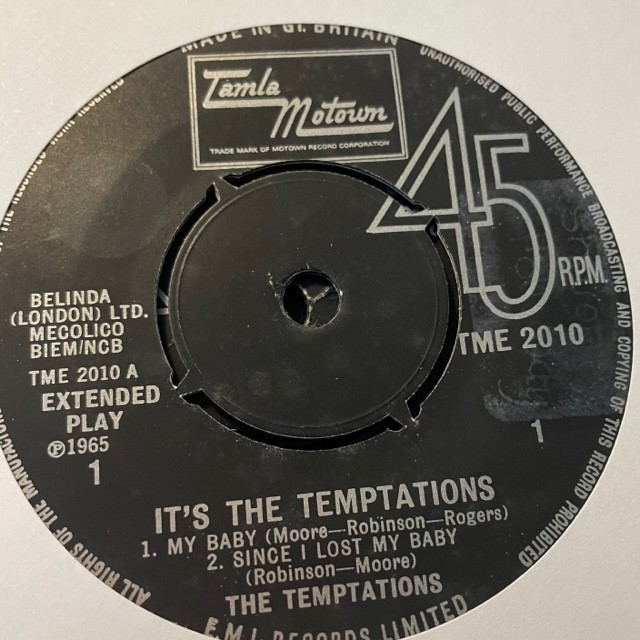 MADE IN GT. BRITAIN
UNAUTHORISED PUBLIC PERFORMANCE BROADCASTING AND COPYING OF THIS RECORD PROHIBITED
Tamla
Motown
TRADE MARK OF MOTOWN RECORD CORPORATION
45
R.P.M.
BELINDA
(LONDON) LTD.
MECOLICO
BIEM/NCB
TME 2010
TME 2010 A
EXTENDED
PLAY
℗1965
1
1
IT'S THE TEMPTATIONS
1. MY BABY (Moore—Robinson—Rogers)
2. SINCE I LOST MY BABY
(Robinson—Moore)
THE TEMPTATIONS
E.M.I. RECORDS LIMITED
ALL RIGHTS OF THE MANUFACTURER